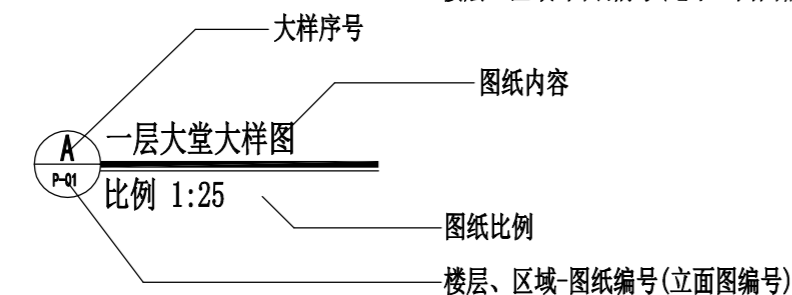 大样序号
图纸内容
A
一层大堂大样图
P-01
比例 1:25
图纸比例
楼层、区域-图纸编号(立面图编号)